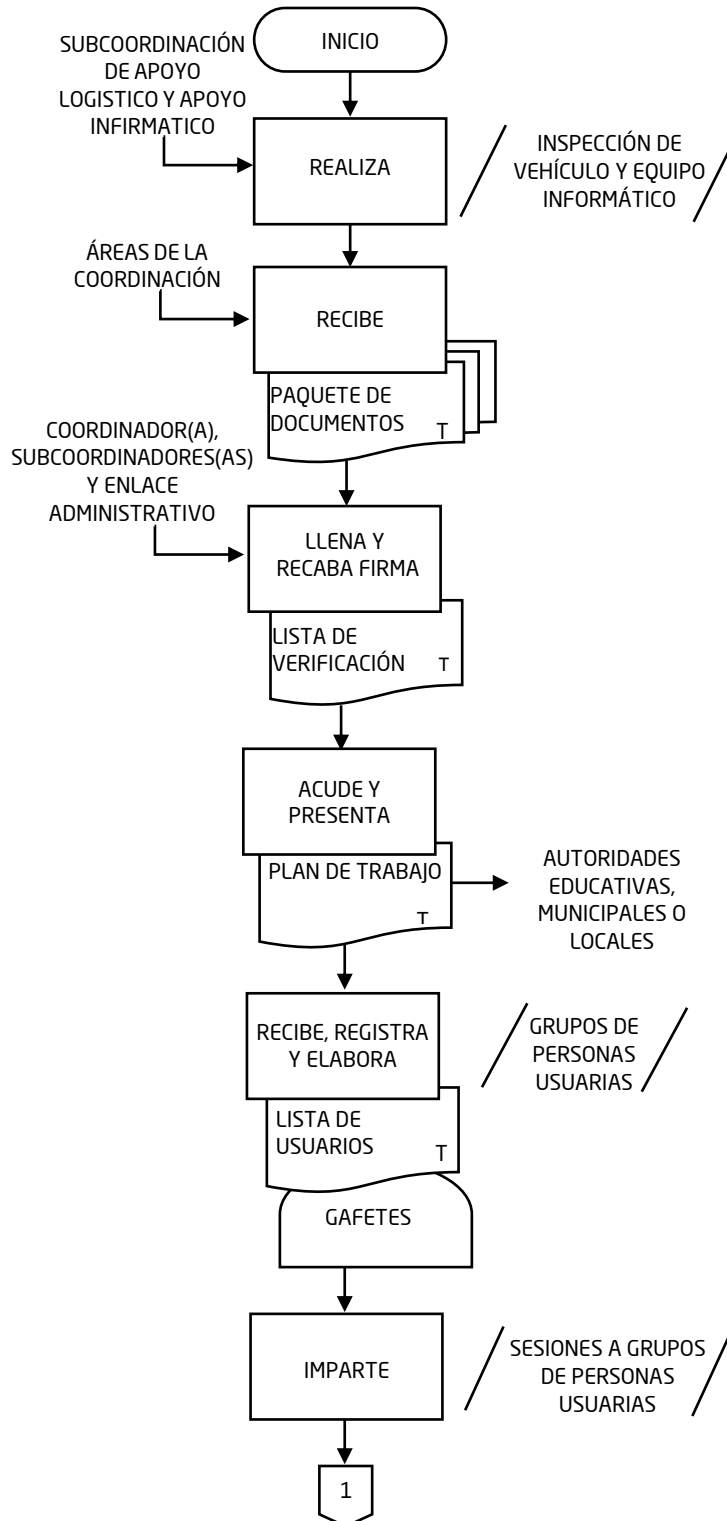 INICIO
SUBCOORDINACIÓN
DE APOYO
LOGISTICO Y APOYO
INFIRMATICO
REALIZA
INSPECCIÓN DE
VEHÍCULO Y EQUIPO
INFORMÁTICO
ÁREAS DE LA
COORDINACIÓN
RECIBE
PAQUETE DE
DOCUMENTOS T
COORDINADOR(A),
SUBCOORDINADORES(AS)
Y ENLACE
ADMINISTRATIVO
LLENA Y
RECABA FIRMA
LISTA DE
VERIFICACIÓN T
ACUDE Y
PRESENTA
PLAN DE TRABAJO
T
AUTORIDADES
EDUCATIVAS,
MUNICIPALES O
LOCALES
RECIBE, REGISTRA
Y ELABORA
GRUPOS DE
PERSONAS
USUARIAS
LISTA DE
USUARIOS T
GAFETES
IMPARTE
SESIONES A GRUPOS
DE PERSONAS
USUARIAS
1